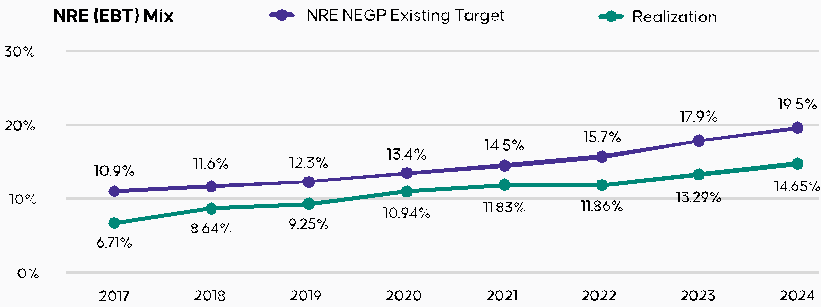 NRE (EBT) Mix NRE NEGP Existing Target Realization
30%
20%
10%
0%
10.9% 11.6% 12.3% 13.4% 14.5% 15.7% 17.9% 19.5%
6.71% 8.64% 9.25% 10.94% 11.83% 11.86% 13.29% 14.65%
2017 2018 2019 2020 2021 2022 2023 2024